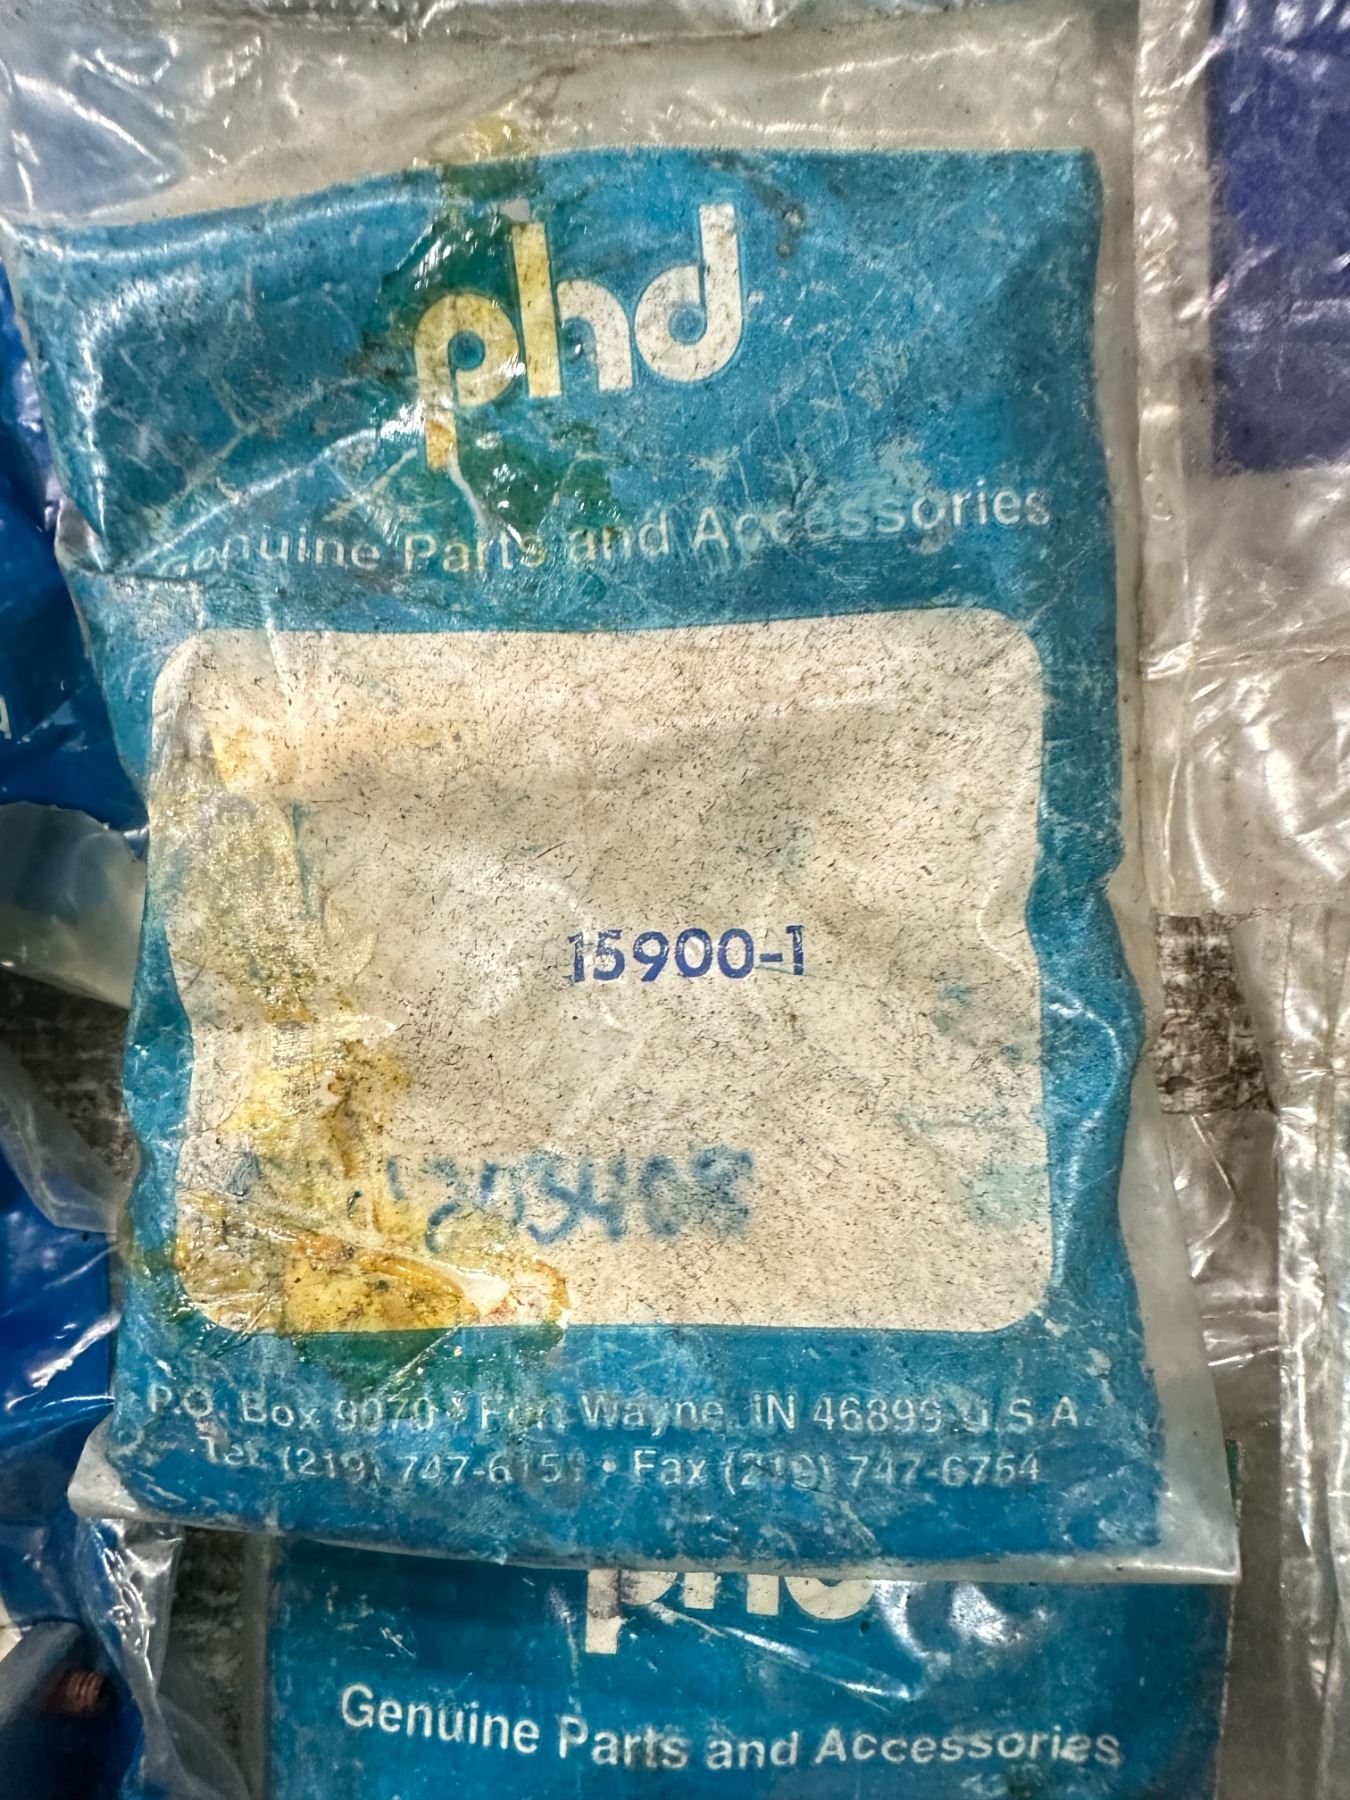 phd
Genuine Parts and Accessories
15900-1
P.O. Box 9070 • Fort Wayne, IN 46899 U.S.A.
Tel. (219) 747-6151 • Fax (219) 747-6754
phd
Genuine Parts and Accessories